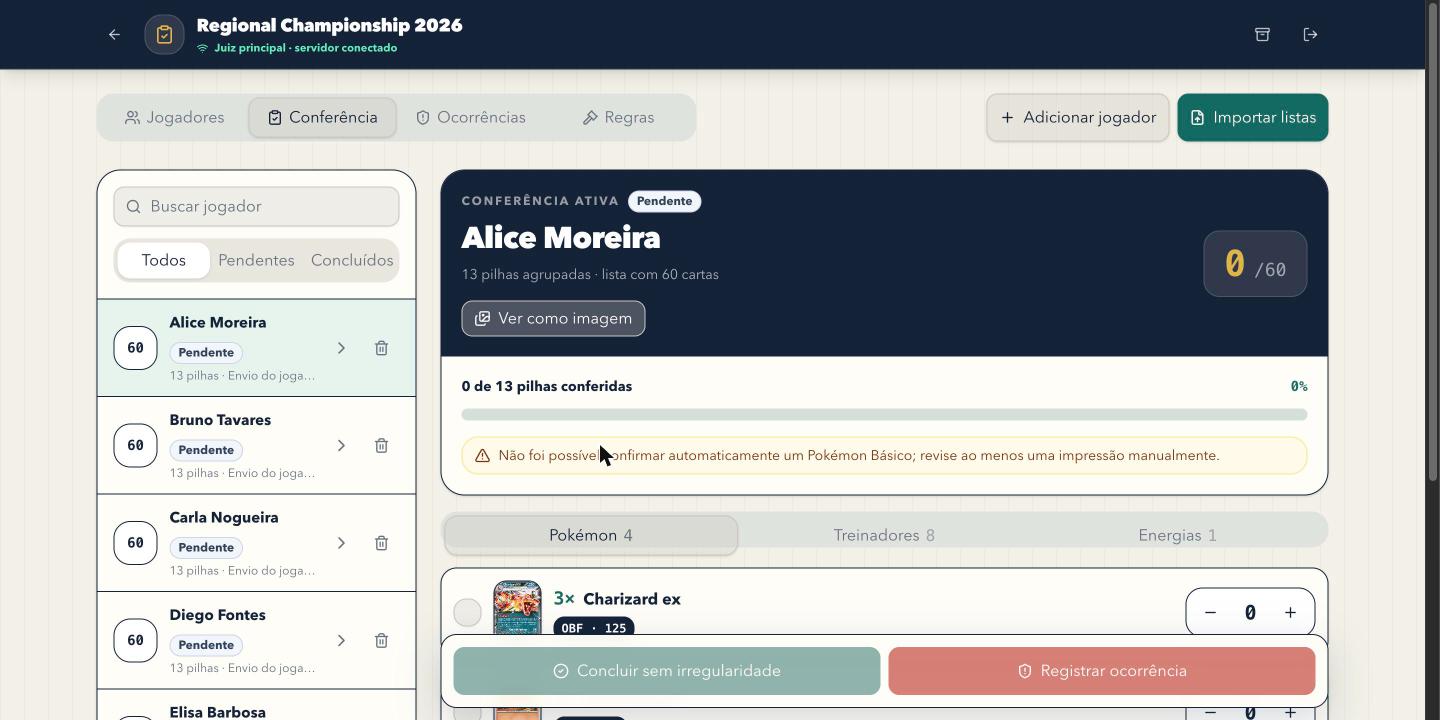 Regional Championship 2026
Juiz principal · servidor conectado
Jogadores
Conferência
Ocorrências
Regras
Adicionar jogador
Importar listas
Buscar jogador
Todos
Pendentes
Concluídos
60
Alice Moreira
Pendente
13 pilhas · Envio do joga…
60
Bruno Tavares
Pendente
13 pilhas · Envio do joga…
60
Carla Nogueira
Pendente
13 pilhas · Envio do joga…
60
Diego Fontes
Pendente
13 pilhas · Envio do joga…
Elisa Barbosa
CONFERÊNCIA ATIVA
Pendente
Alice Moreira
13 pilhas agrupadas · lista com 60 cartas
Ver como imagem
0 /60
0 de 13 pilhas conferidas
0%
Não foi possível confirmar automaticamente um Pokémon Básico; revise ao menos uma impressão manualmente.
Pokémon 4
Treinadores 8
Energias 1
3× Charizard ex
OBF · 125
− 0 +
Concluir sem irregularidade
Registrar ocorrência
− 0 +